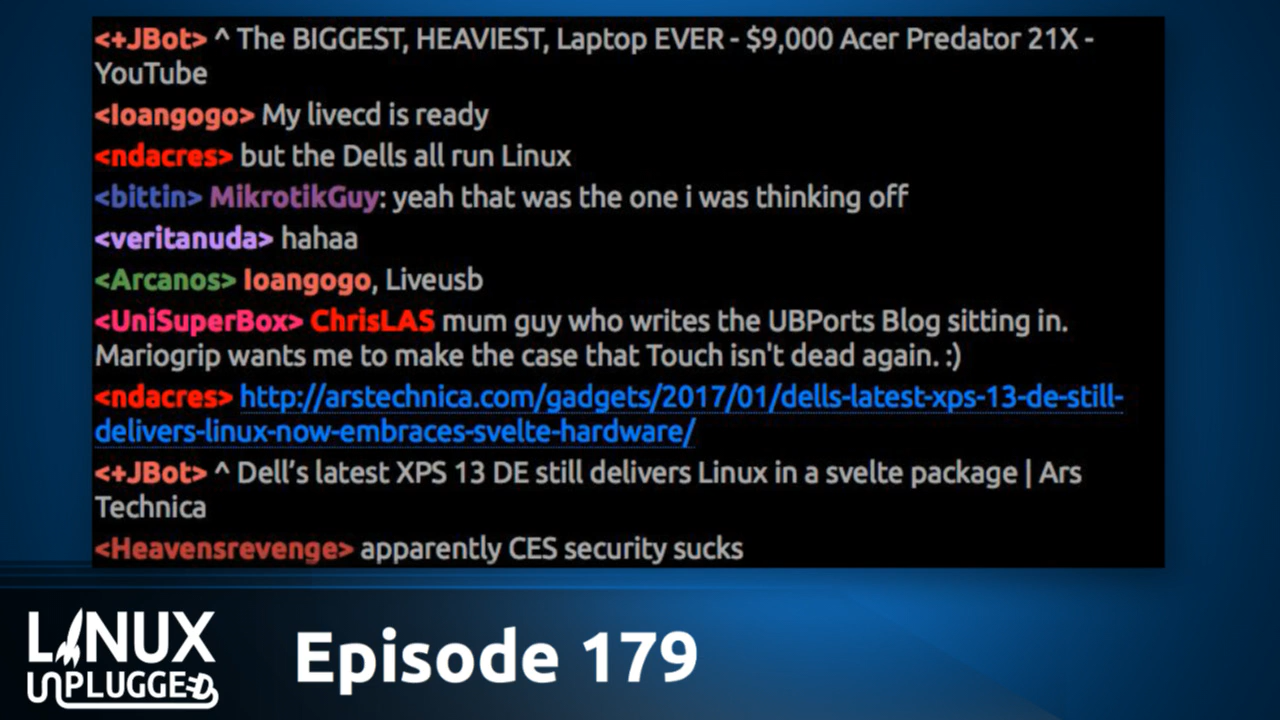 <+JBot> ^ The BIGGEST, HEAVIEST, Laptop EVER - $9,000 Acer Predator 21X -
YouTube
<Ioangogo> My livecd is ready
<ndacres> but the Dells all run Linux
<bittin> MikrotikGuy: yeah that was the one i was thinking off
<veritanuda> hahaa
<Arcanos> Ioangogo, Liveusb
<UniSuperBox> ChrisLAS mum guy who writes the UBPorts Blog sitting in.
Mariogrip wants me to make the case that Touch isn't dead again. :)
<ndacres> http://arstechnica.com/gadgets/2017/01/dells-latest-xps-13-de-still-
delivers-linux-now-embraces-svelte-hardware/
<+JBot> ^ Dell’s latest XPS 13 DE still delivers Linux in a svelte package | Ars
Technica
<Heavensrevenge> apparently CES security sucks
LINUX
UNPLUGGED
Episode 179